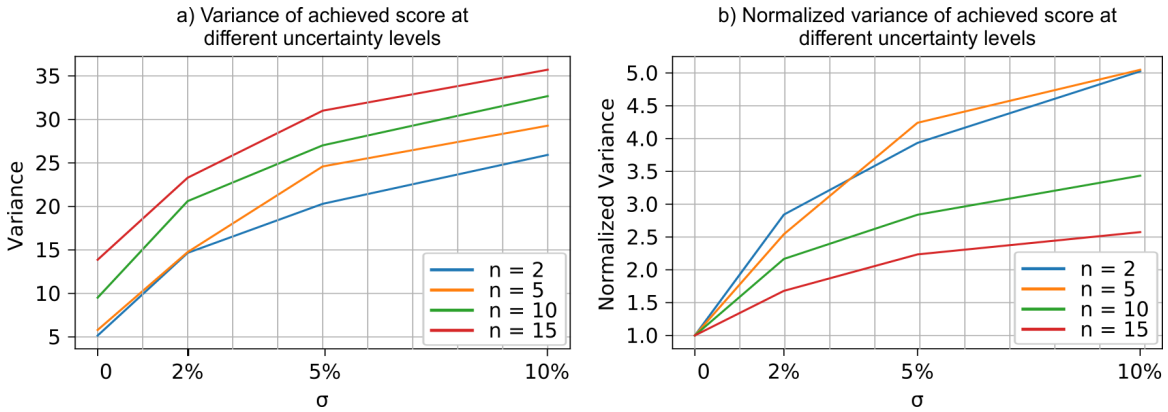 a) Variance of achieved score at
different uncertainty levels
Variance
35
30
25
20
15
10
5
0
2%
5%
10%
σ
n = 2
n = 5
n = 10
n = 15
b) Normalized variance of achieved score at
different uncertainty levels
Normalized Variance
5.0
4.5
4.0
3.5
3.0
2.5
2.0
1.5
1.0
0
2%
5%
10%
σ
n = 2
n = 5
n = 10
n = 15